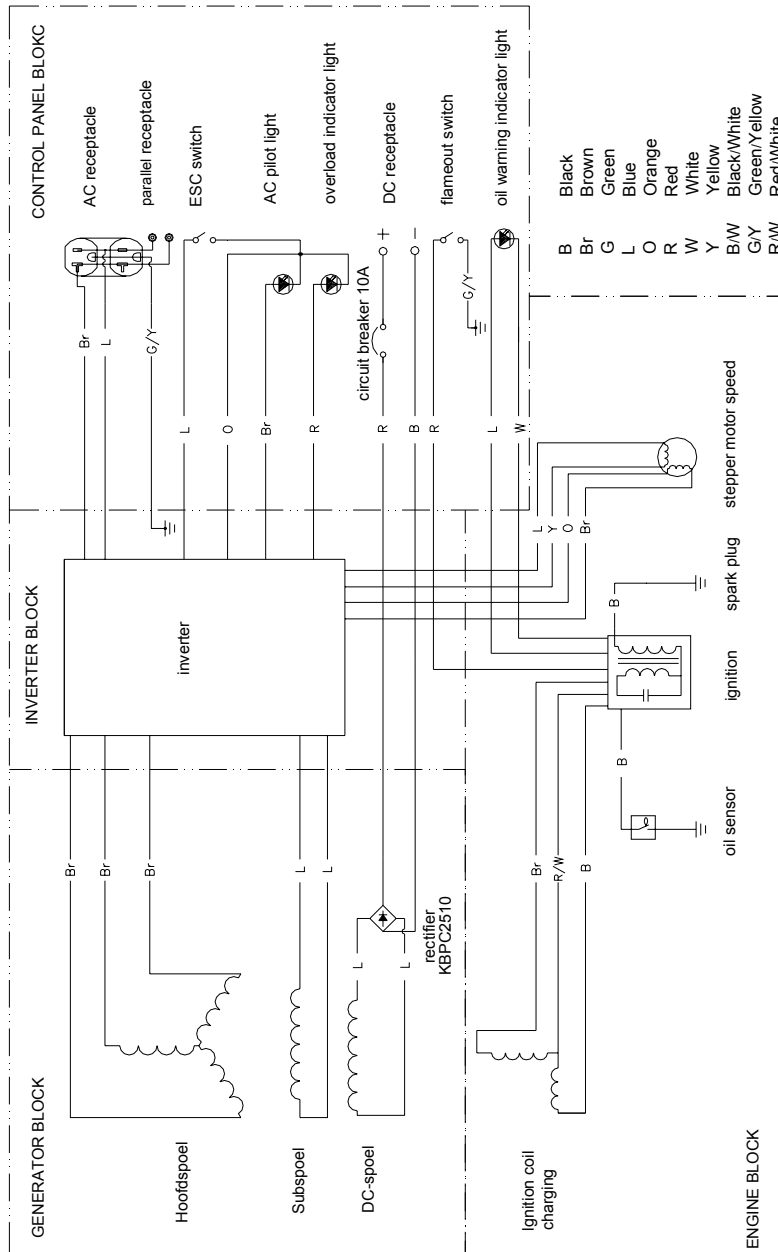 GENERATOR BLOCK
Hoofdspoel
Br
Br
Br
Subspoel
L
L
DC-spoel
L
L
rectifier
KBPC2510
INVERTER BLOCK
inverter
CONTROL PANEL BLOKC
AC receptacle
parallel receptacle
ESC switch
AC pilot light
overload indicator light
DC receptacle
flameout switch
oil warning indicator light
Br
L
G/Y
L
O
Br
R
circuit breaker 10A
+
−
R
B
R
G/Y
L
W
ENGINE BLOCK
Ignition coil
charging
Br
R/W
B
B
oil sensor
ignition
B
spark plug
L
Y
O
Br
stepper motor speed
B Black
Br Brown
G Green
L Blue
O Orange
R Red
W White
Y Yellow
B/W Black/White
G/Y Green/Yellow
R/W Red/White